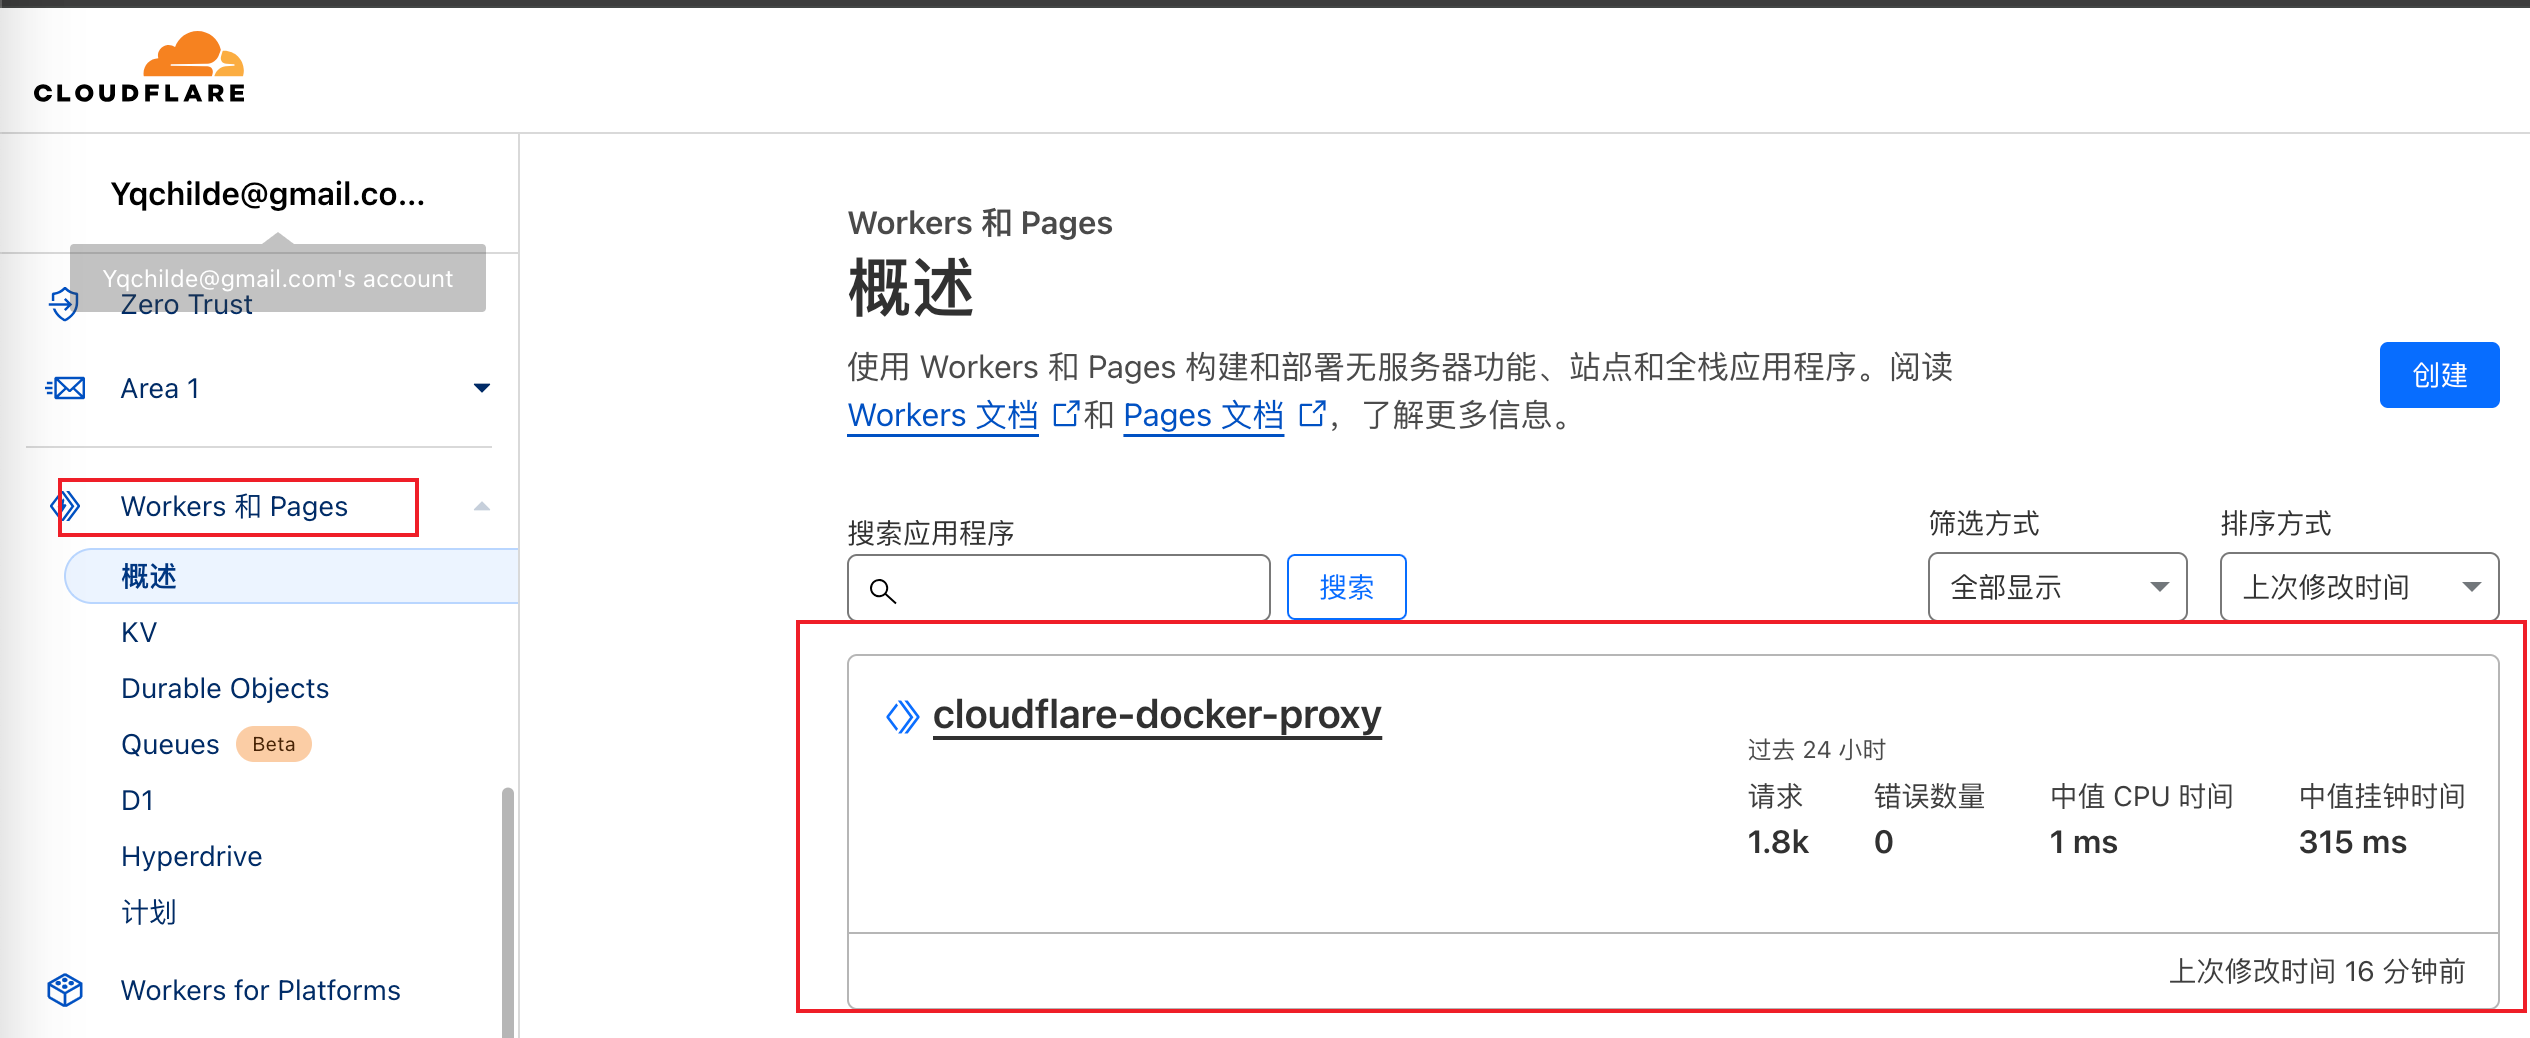 CLOUDFLARE
Yqchilde@gmail.co...
Yqchilde@gmail.com's account
Zero Trust
Area 1
Workers 和 Pages
概述
KV
Durable Objects
Queues Beta
D1
Hyperdrive
计划
Workers for Platforms
Workers 和 Pages
概述
使用 Workers 和 Pages 构建和部署无服务器功能、站点和全栈应用程序。阅读
Workers 文档 和 Pages 文档 ，了解更多信息。
创建
搜索应用程序
搜索
筛选方式
全部显示
排序方式
上次修改时间
cloudflare-docker-proxy
过去 24 小时
请求 错误数量 中值 CPU 时间 中值挂钟时间
1.8k 0 1 ms 315 ms
上次修改时间 16 分钟前